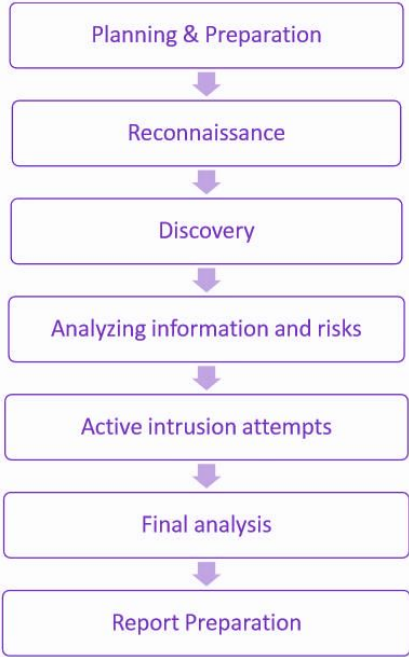 Planning & Preparation
Reconnaissance
Discovery
Analyzing information and risks
Active intrusion attempts
Final analysis
Report Preparation